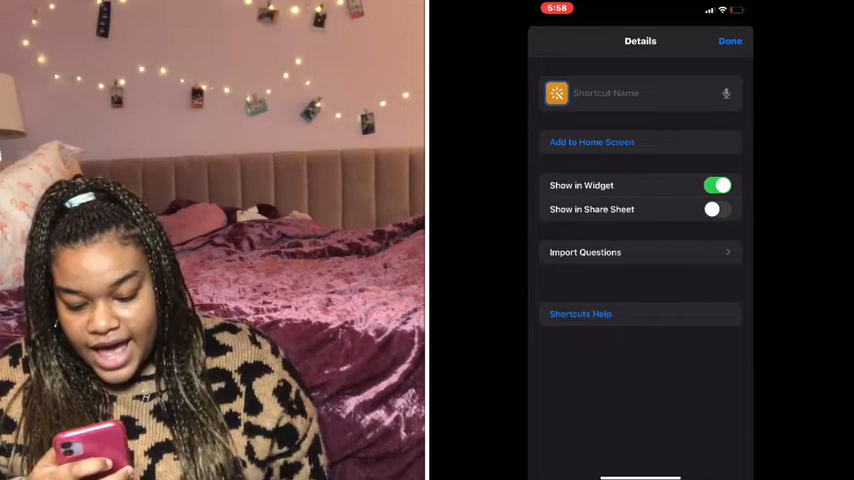 5:58
Details
Done
Shortcut Name
Add to Home Screen
Show in Widget
Show in Share Sheet
Import Questions
Shortcuts Help